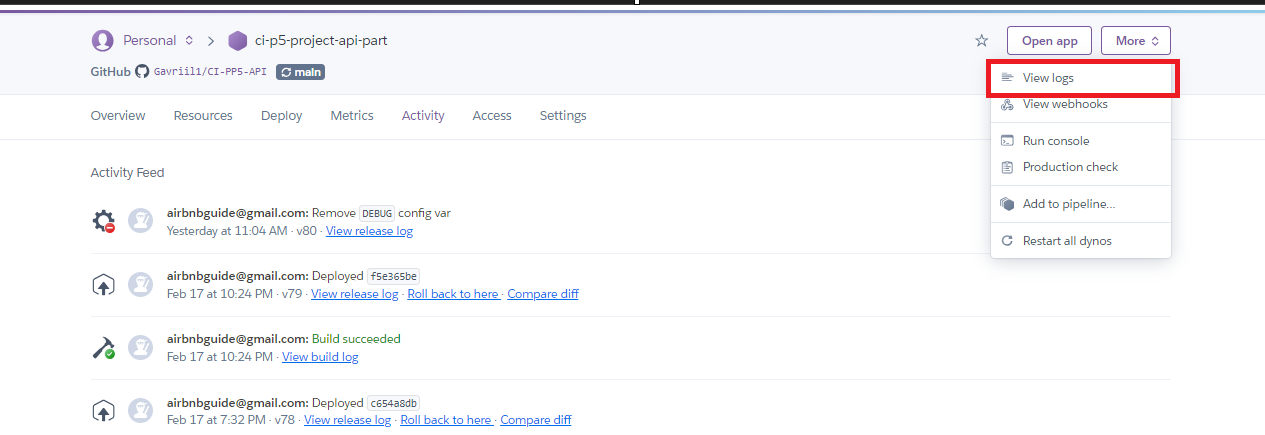 Personal > ci-p5-project-api-part
Open app
More
GitHub Gavriil1/CI-PP5-API main
View logs
View webhooks
Run console
Production check
Add to pipeline...
Restart all dynos
Overview Resources Deploy Metrics Activity Access Settings
Activity Feed
airbnbguide@gmail.com: Remove DEBUG config var
Yesterday at 11:04 AM · v80 · View release log
airbnbguide@gmail.com: Deployed f5e365be
Feb 17 at 10:24 PM · v79 · View release log · Roll back to here · Compare diff
airbnbguide@gmail.com: Build succeeded
Feb 17 at 10:24 PM · View build log
airbnbguide@gmail.com: Deployed c654a8db
Feb 17 at 7:32 PM · v78 · View release log · Roll back to here · Compare diff